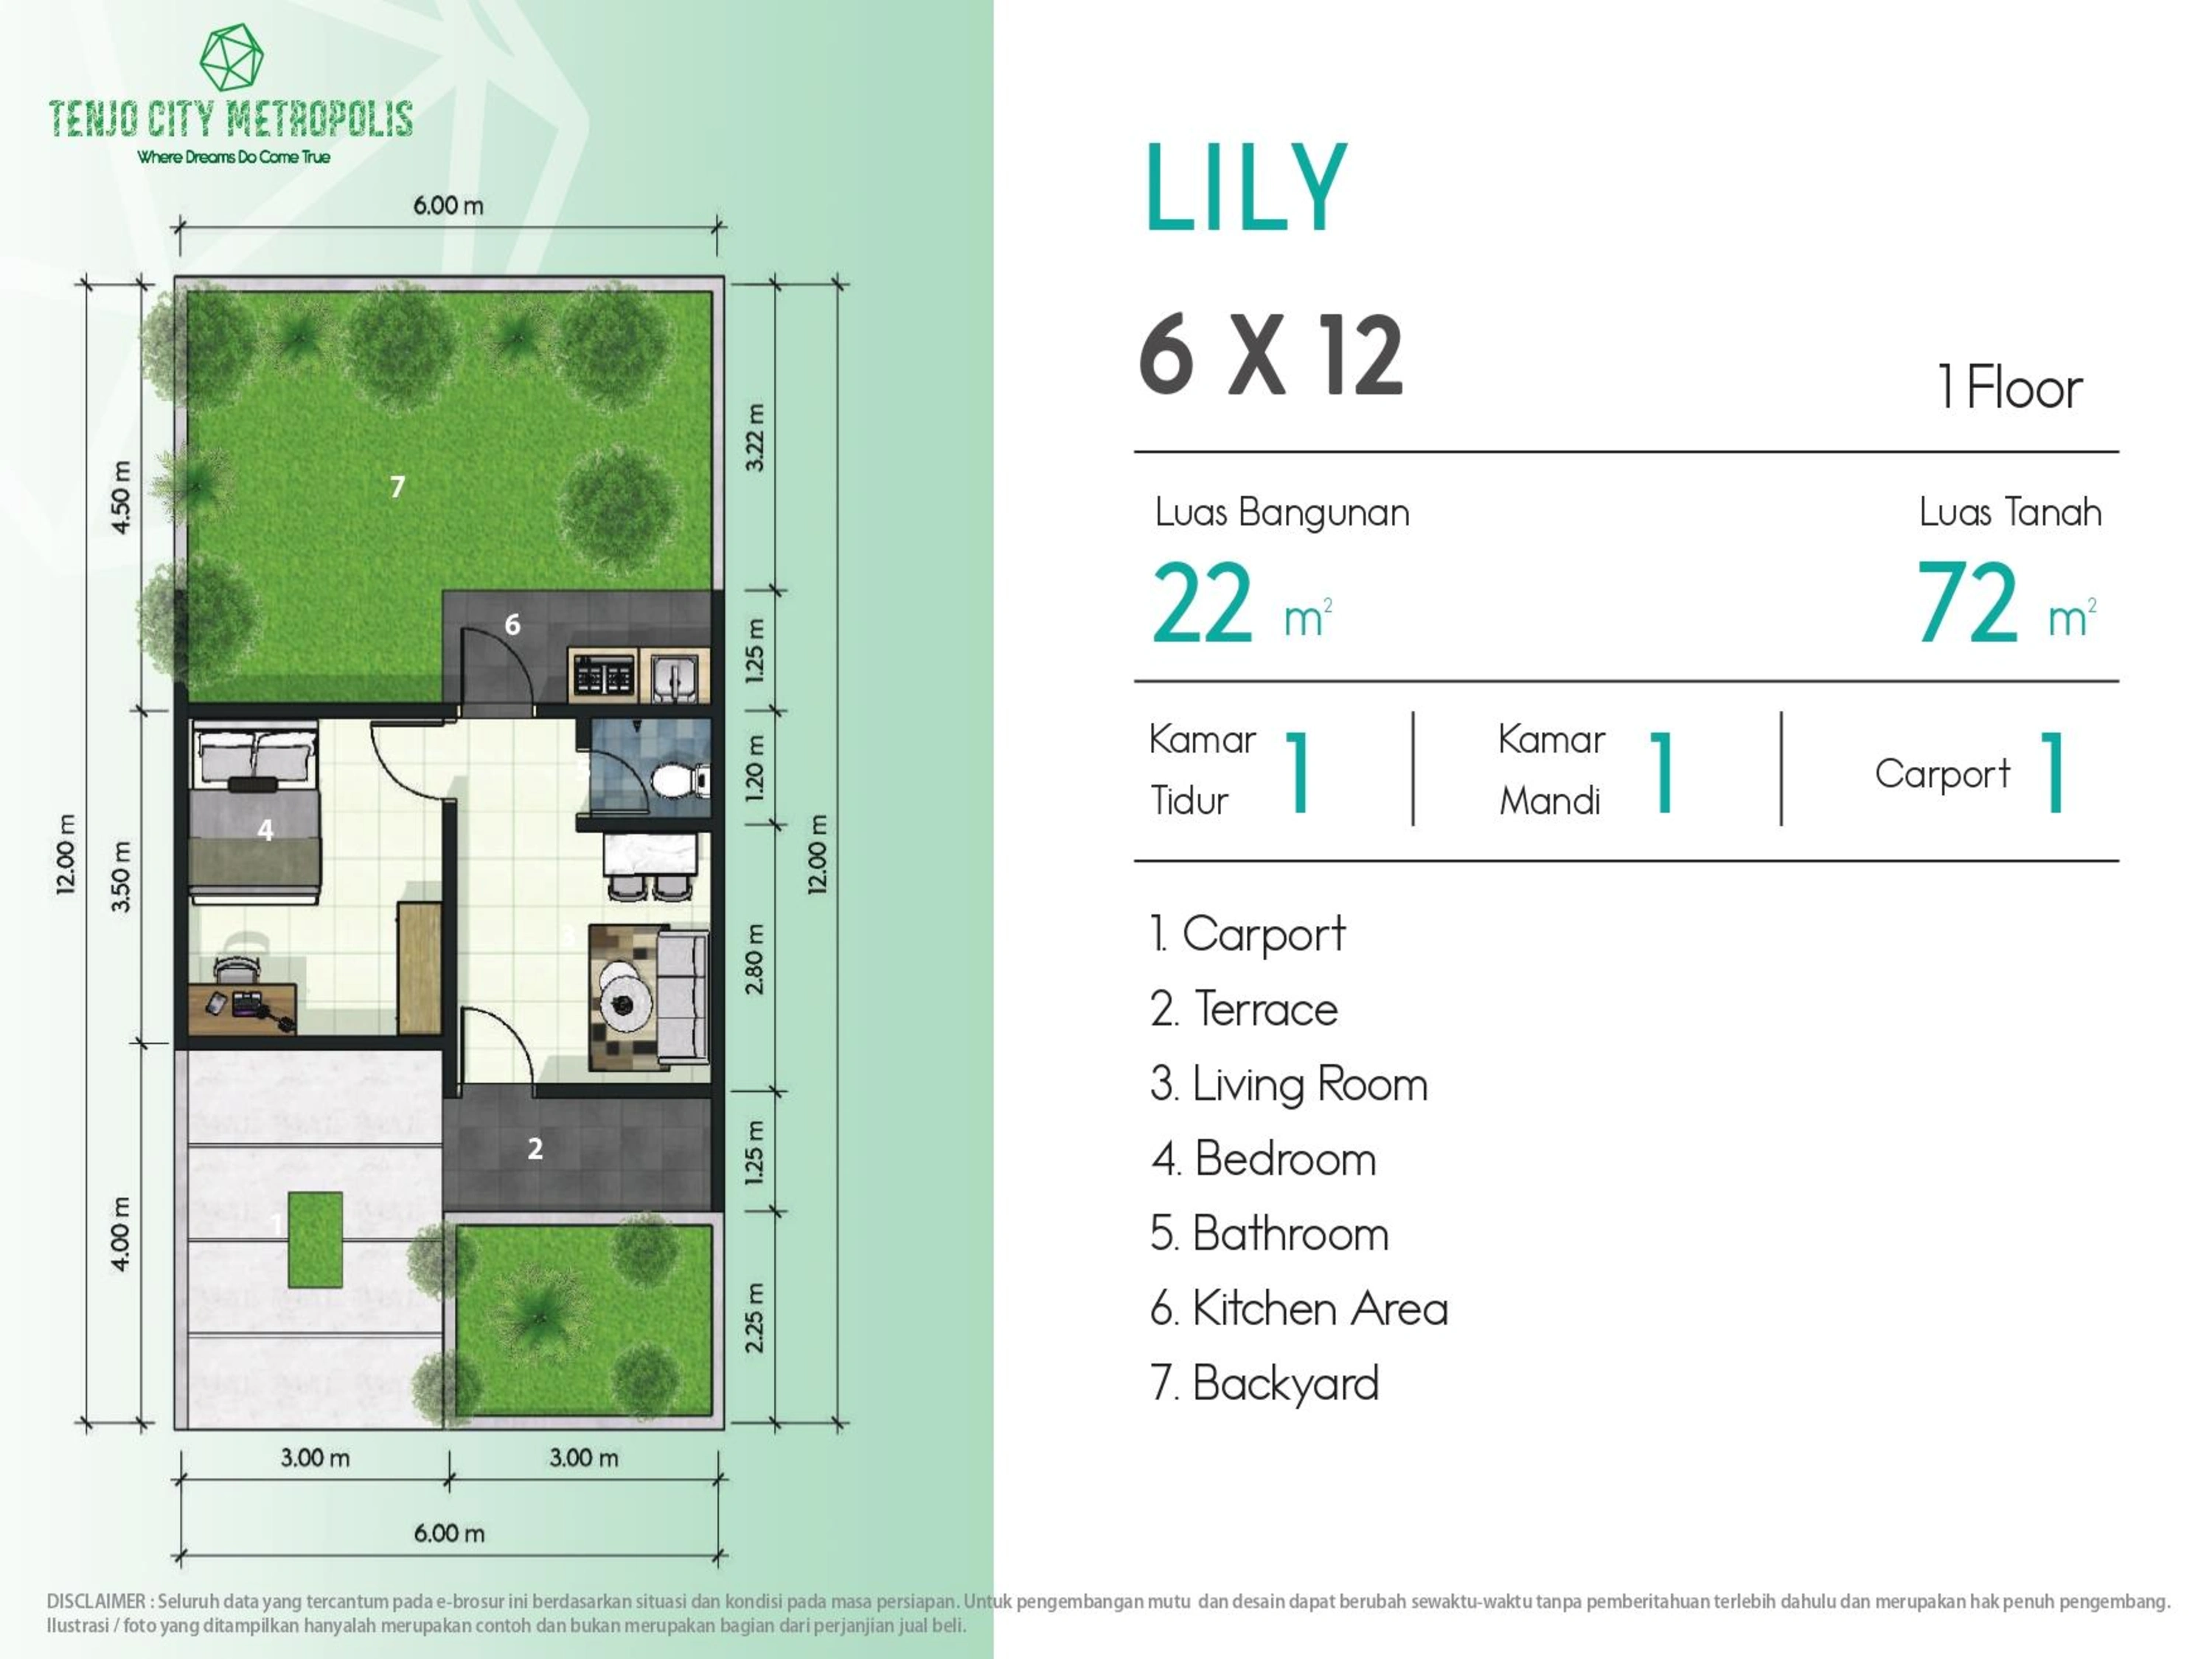 TENJO CITY METROPOLIS
Where Dreams Do Come True
6.00 m
4.50 m
3.50 m
4.00 m
12.00 m
3.22 m
1.25 m
1.20 m
2.80 m
1.25 m
2.25 m
12.00 m
7
6
5
4
3
2
1
3.00 m
3.00 m
6.00 m
LILY
6 X 12
1 Floor
Luas Bangunan
22 m²
Luas Tanah
72 m²
Kamar Tidur 1
Kamar Mandi 1
Carport 1
1. Carport
2. Terrace
3. Living Room
4. Bedroom
5. Bathroom
6. Kitchen Area
7. Backyard
DISCLAIMER : Seluruh data yang tercantum pada e-brosur ini berdasarkan situasi dan kondisi pada masa persiapan. Untuk pengembangan mutu dan desain dapat berubah sewaktu-waktu tanpa pemberitahuan terlebih dahulu dan merupakan hak penuh pengembang.
Ilustrasi / foto yang ditampilkan hanyalah merupakan contoh dan bukan merupakan bagian dari perjanjian jual beli.